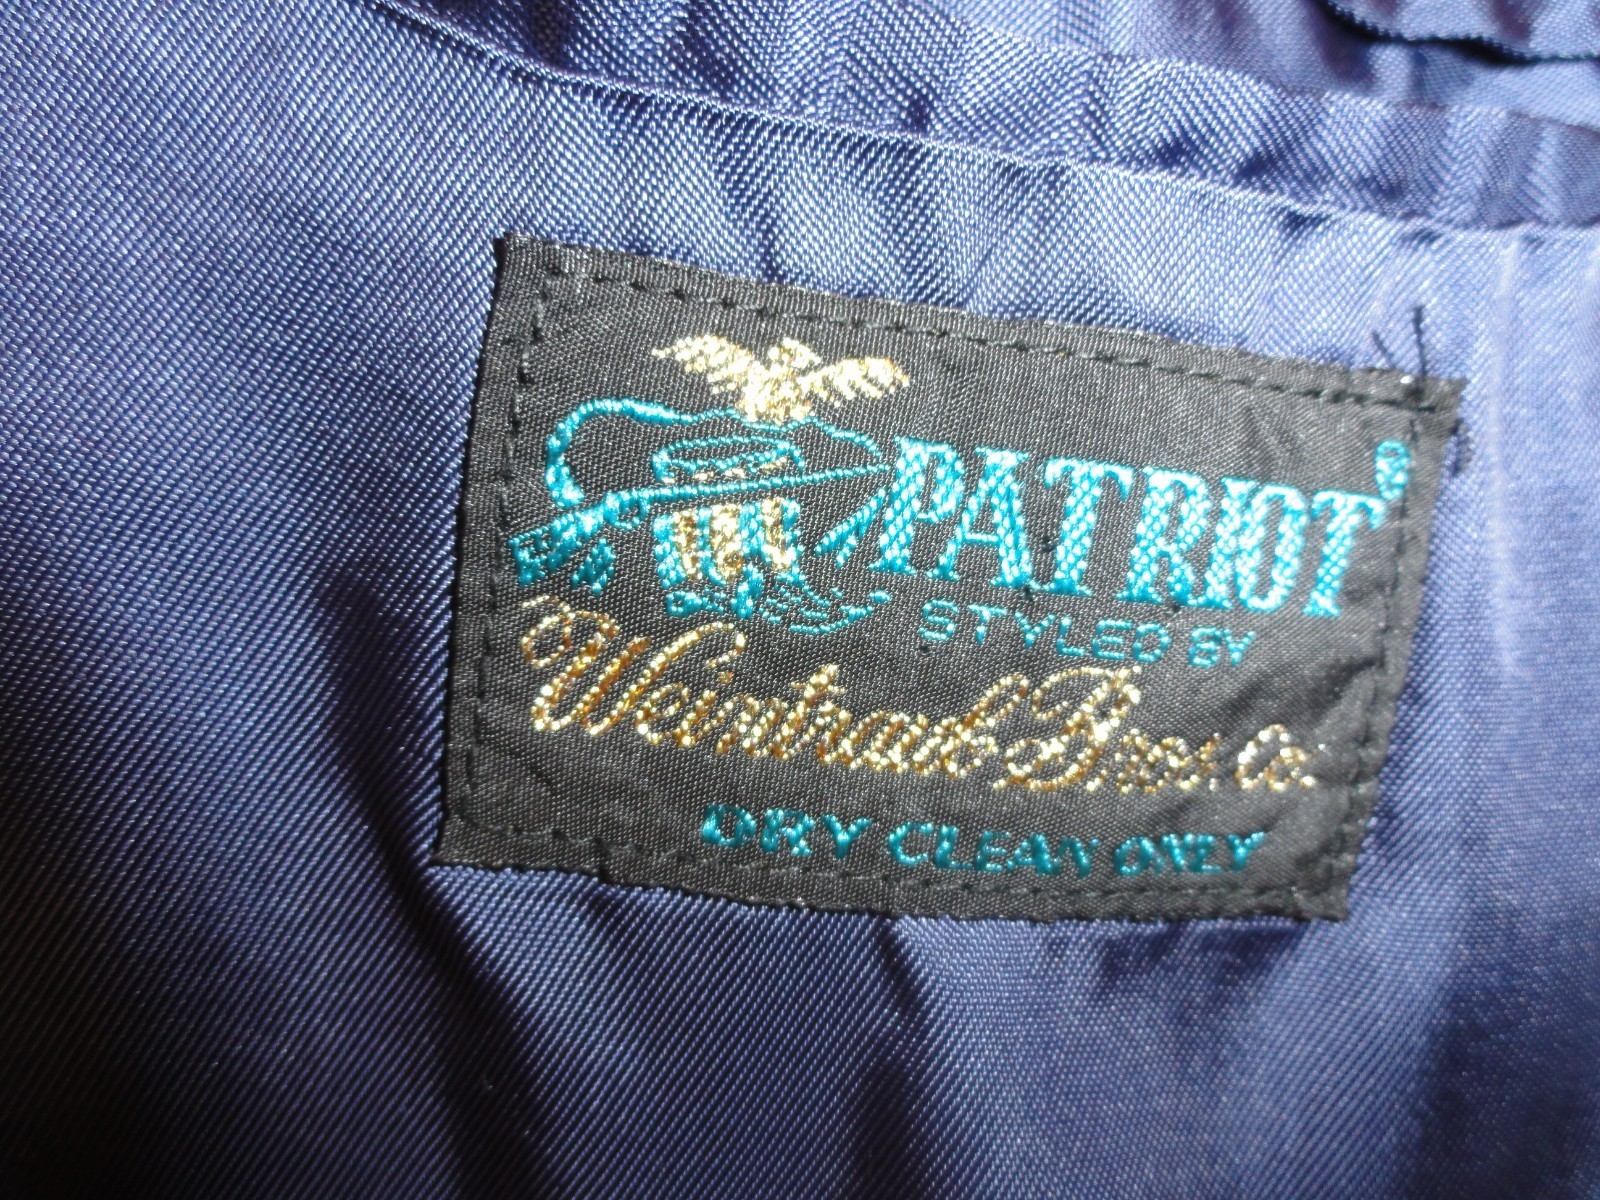 PATRIOT®
STYLED BY
Weintraub Bros. Co.
DRY CLEAN ONLY